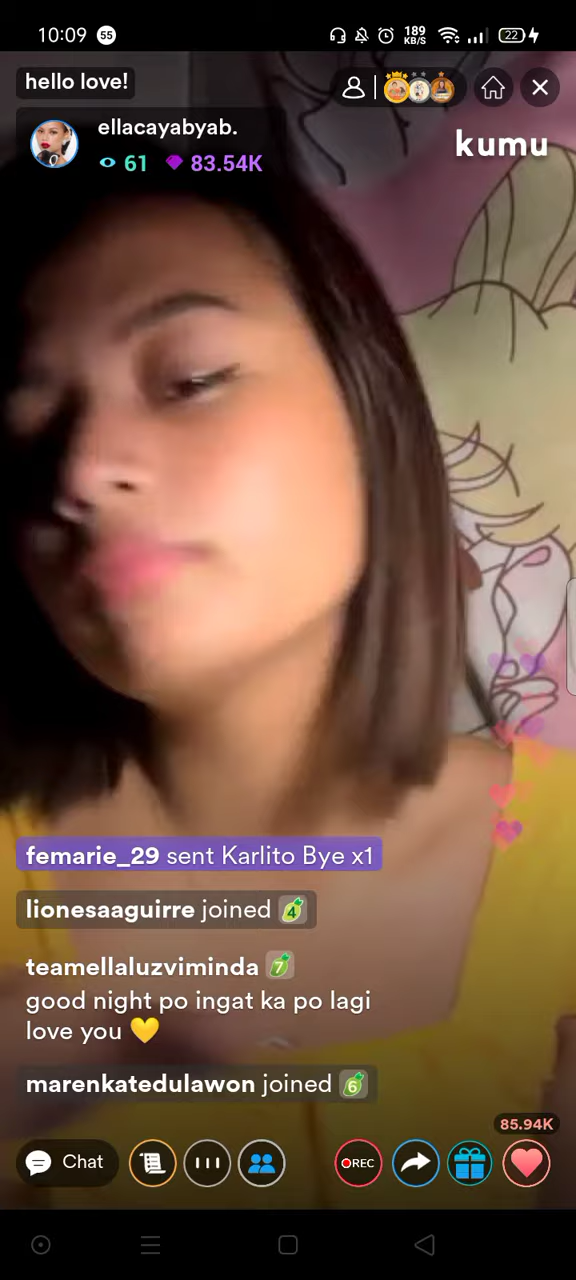 10:09 55 189 KB/S 22
hello love!
ellacayabyab.
61 83.54K
kumu
femarie_29 sent Karlito Bye x1
lionesaaguirre joined 4
teamellaluzviminda 7
good night po ingat ka po lagi
love you 💛
marenkatedulawon joined 6
85.94K
Chat
REC